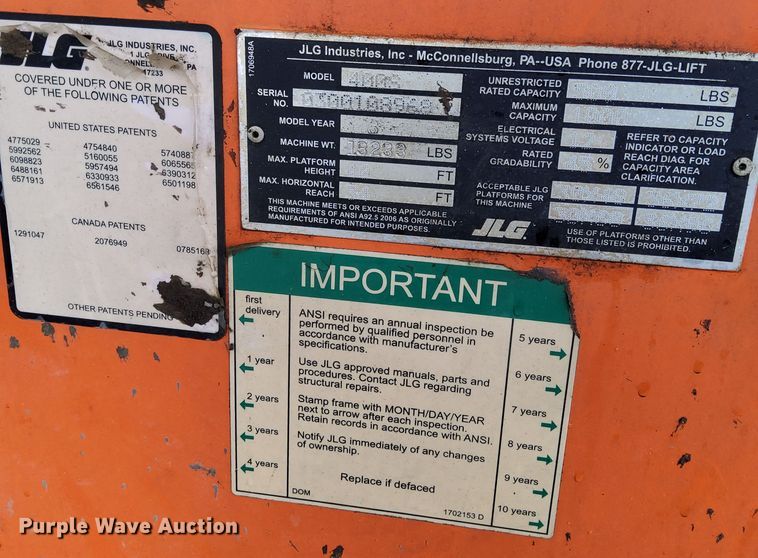 JLG
JLG INDUSTRIES, INC.
PA
17233
COVERED UNDER ONE OR MORE
OF THE FOLLOWING PATENTS
UNITED STATES PATENTS
4775029 4754840 574088
5992562 5160055 606556
6098823 5957494 6390312
6488161 6330933 6501198
6571913 6561546
CANADA PATENTS
1291047 2076949 078516
OTHER PATENTS PENDING
1706948A
JLG Industries, Inc - McConnellsburg, PA--USA Phone 877-JLG-LIFT
MODEL
SERIAL
NO.
MODEL YEAR
MACHINE WT. LBS
MAX. PLATFORM
HEIGHT FT
MAX. HORIZONTAL
REACH FT
THIS MACHINE MEETS OR EXCEEDS APPLICABLE
REQUIREMENTS OF ANSI A92.5 2006 AS ORIGINALLY
MANUFACTURED FOR INTENDED PURPOSES.
UNRESTRICTED
RATED CAPACITY LBS
MAXIMUM
CAPACITY LBS
ELECTRICAL
SYSTEMS VOLTAGE
RATED
GRADABILITY %
REFER TO CAPACITY
INDICATOR OR LOAD
REACH DIAG. FOR
CAPACITY AREA
CLARIFICATION.
ACCEPTABLE JLG
PLATFORMS FOR
THIS MACHINE
JLG
USE OF PLATFORMS OTHER THAN
THOSE LISTED IS PROHIBITED.
IMPORTANT
first
delivery
1 year
2 years
3 years
4 years
ANSI requires an annual inspection be
performed by qualified personnel in
accordance with manufacturer's
specifications.
Use JLG approved manuals, parts and
procedures. Contact JLG regarding
structural repairs.
Stamp frame with MONTH/DAY/YEAR
next to arrow after each inspection.
Retain records in accordance with ANSI.
Notify JLG immediately of any changes
of ownership.
Replace if defaced
DOM
1702153 D
5 years
6 years
7 years
8 years
9 years
10 years
Purple Wave Auction